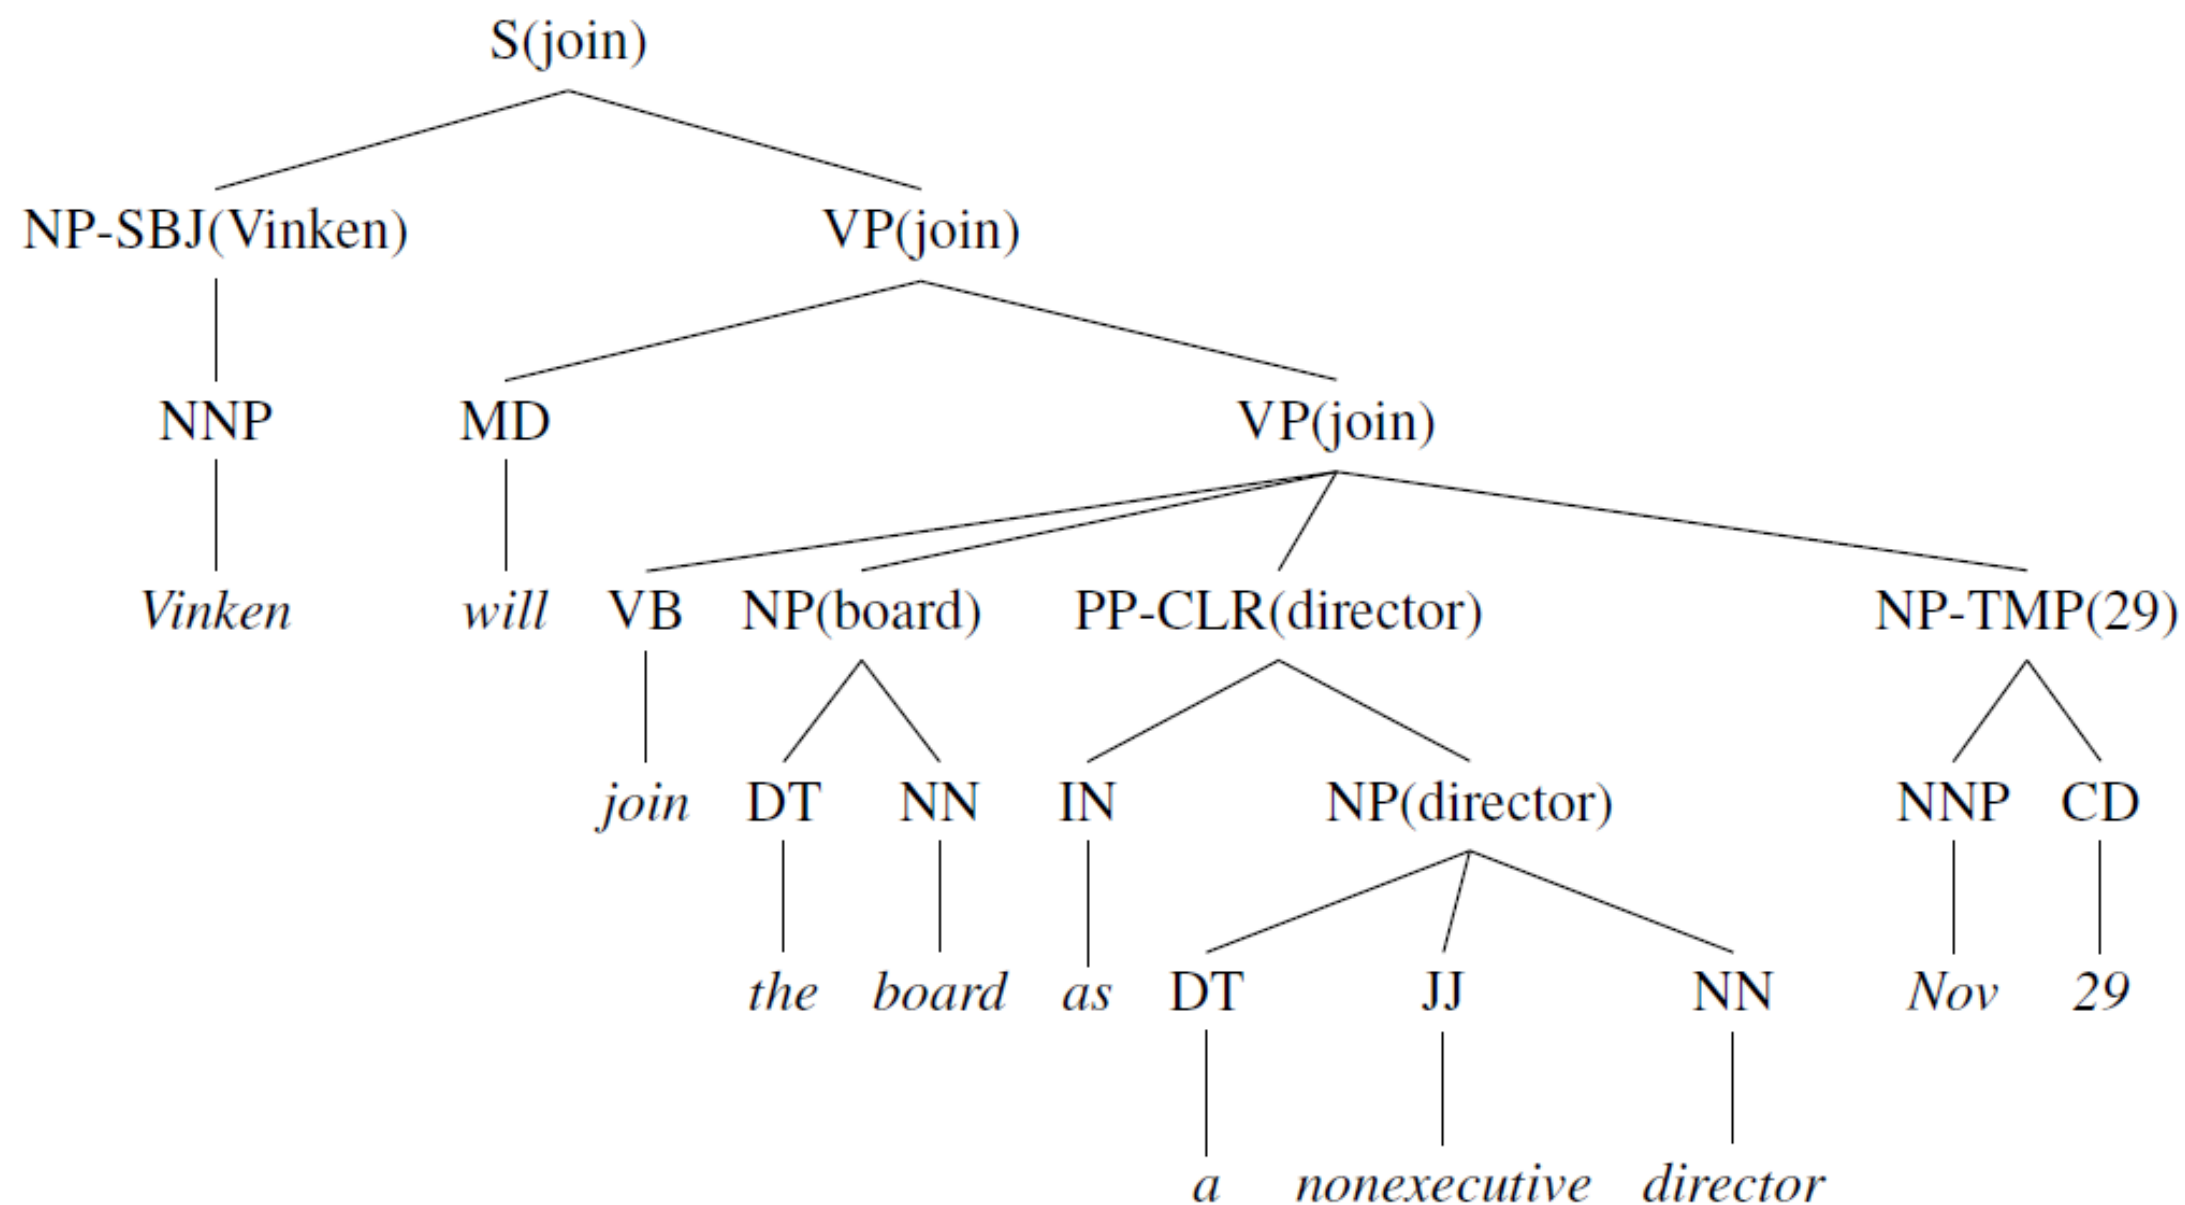 S(join)
NP-SBJ(Vinken) VP(join)
NNP MD VP(join)
Vinken will VB NP(board) PP-CLR(director) NP-TMP(29)
join DT NN IN NP(director) NNP CD
the board as DT JJ NN Nov 29
a nonexecutive director